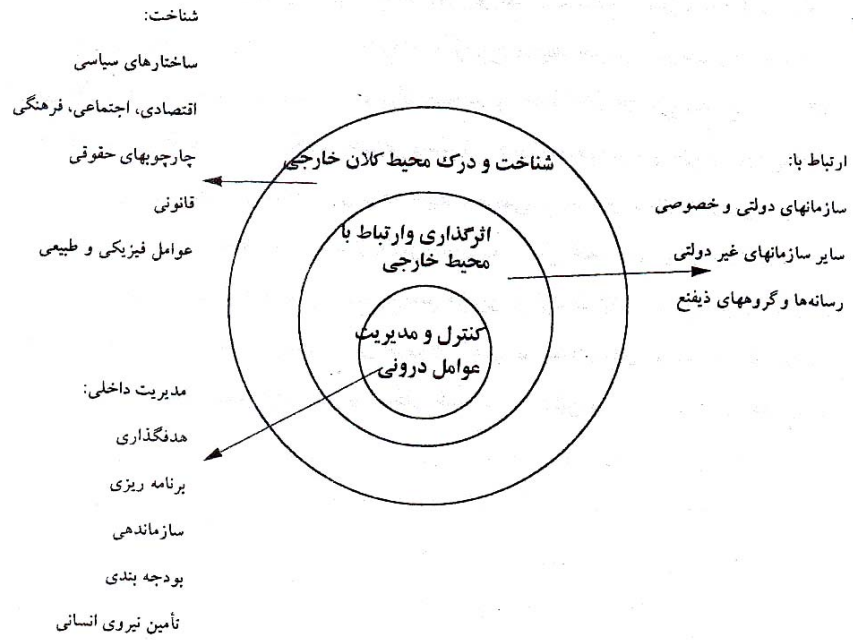 شناخت:
ساختارهای سیاسی
اقتصادی، اجتماعی، فرهنگی
چارچوبهای حقوقی
قانونی
عوامل فیزیکی و طبیعی
شناخت و درک محیط کلان خارجی
اثرگذاری وارتباط با
محیط خارجی
کنترل و مدیریت
عوامل درونی
ارتباط با:
سازمانهای دولتی و خصوصی
سایر سازمانهای غیر دولتی
رسانه‌ها و گروههای ذینفع
مدیریت داخلی:
هدفگذاری
برنامه ریزی
سازماندهی
بودجه بندی
تأمین نیروی انسانی